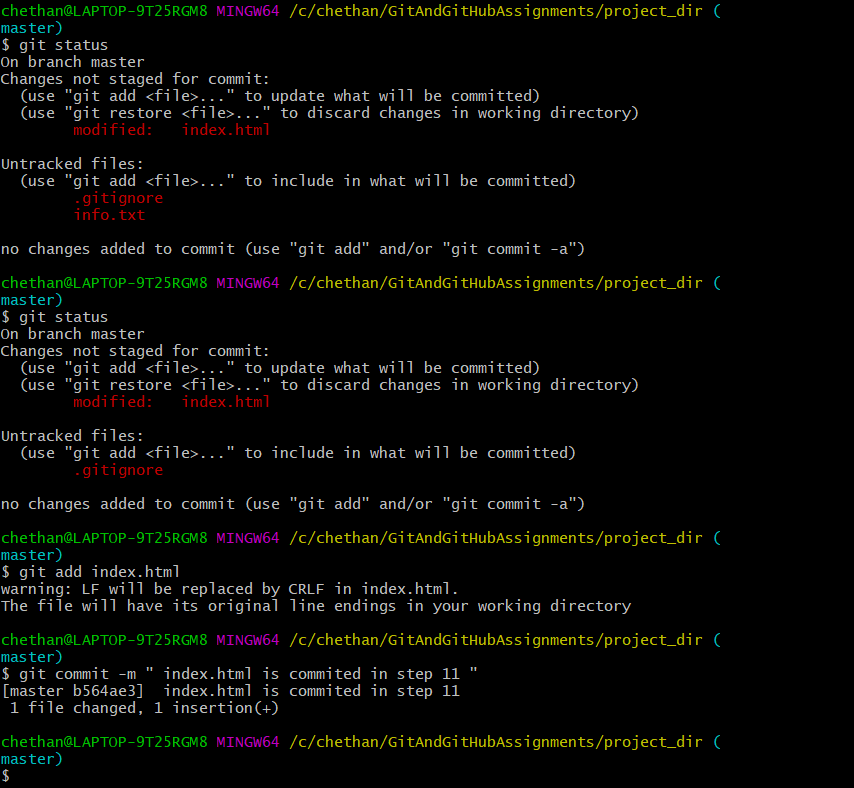 chethan@LAPTOP-9T25RGM8 MINGW64 /c/chethan/GitAndGitHubAssignments/project_dir (
master)
$ git status
On branch master
Changes not staged for commit:
  (use "git add <file>..." to update what will be committed)
  (use "git restore <file>..." to discard changes in working directory)
        modified:   index.html

Untracked files:
  (use "git add <file>..." to include in what will be committed)
        .gitignore
        info.txt

no changes added to commit (use "git add" and/or "git commit -a")

chethan@LAPTOP-9T25RGM8 MINGW64 /c/chethan/GitAndGitHubAssignments/project_dir (
master)
$ git status
On branch master
Changes not staged for commit:
  (use "git add <file>..." to update what will be committed)
  (use "git restore <file>..." to discard changes in working directory)
        modified:   index.html

Untracked files:
  (use "git add <file>..." to include in what will be committed)
        .gitignore

no changes added to commit (use "git add" and/or "git commit -a")

chethan@LAPTOP-9T25RGM8 MINGW64 /c/chethan/GitAndGitHubAssignments/project_dir (
master)
$ git add index.html
warning: LF will be replaced by CRLF in index.html.
The file will have its original line endings in your working directory

chethan@LAPTOP-9T25RGM8 MINGW64 /c/chethan/GitAndGitHubAssignments/project_dir (
master)
$ git commit -m " index.html is commited in step 11 "
[master b564ae3]  index.html is commited in step 11
 1 file changed, 1 insertion(+)

chethan@LAPTOP-9T25RGM8 MINGW64 /c/chethan/GitAndGitHubAssignments/project_dir (
master)
$